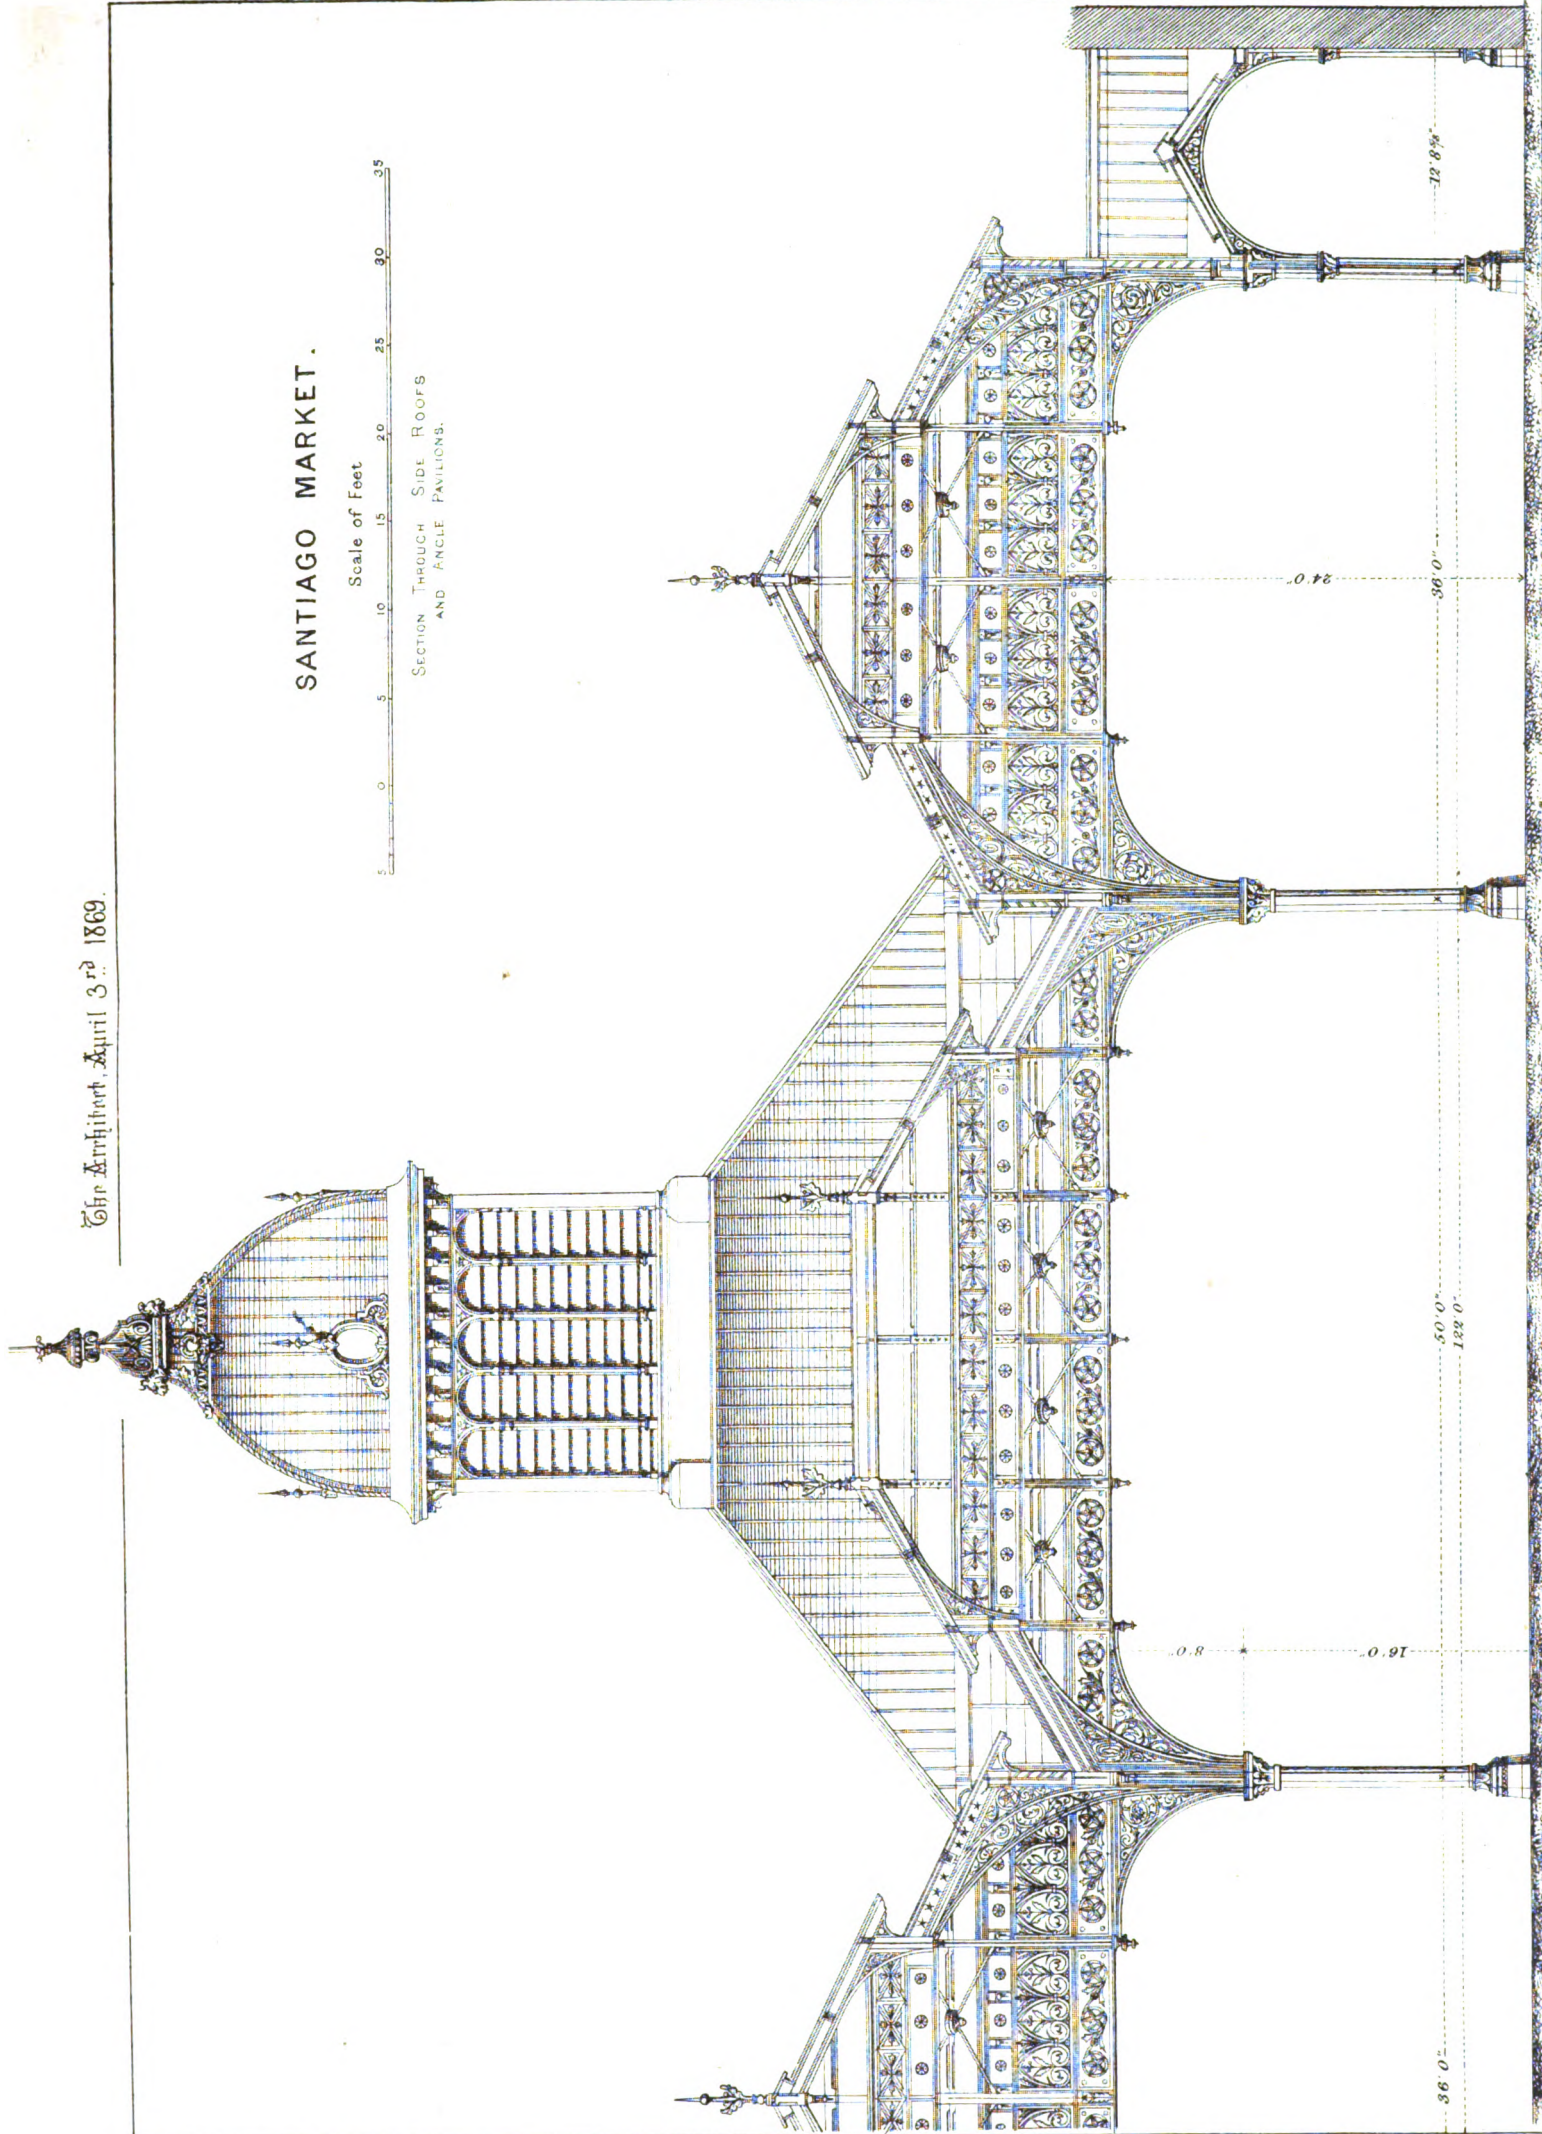 The Architect, April 3rd 1869.
SANTIAGO MARKET.
Scale of Feet
5 0 5 10 15 20 25 30 35
SECTION THROUGH SIDE ROOFS
AND ANGLE PAVILIONS.
8'.0"
16'.0"
24'.0"
36'.0"
50'.0"
36'.0"
12'.8⅝"
122'.0"